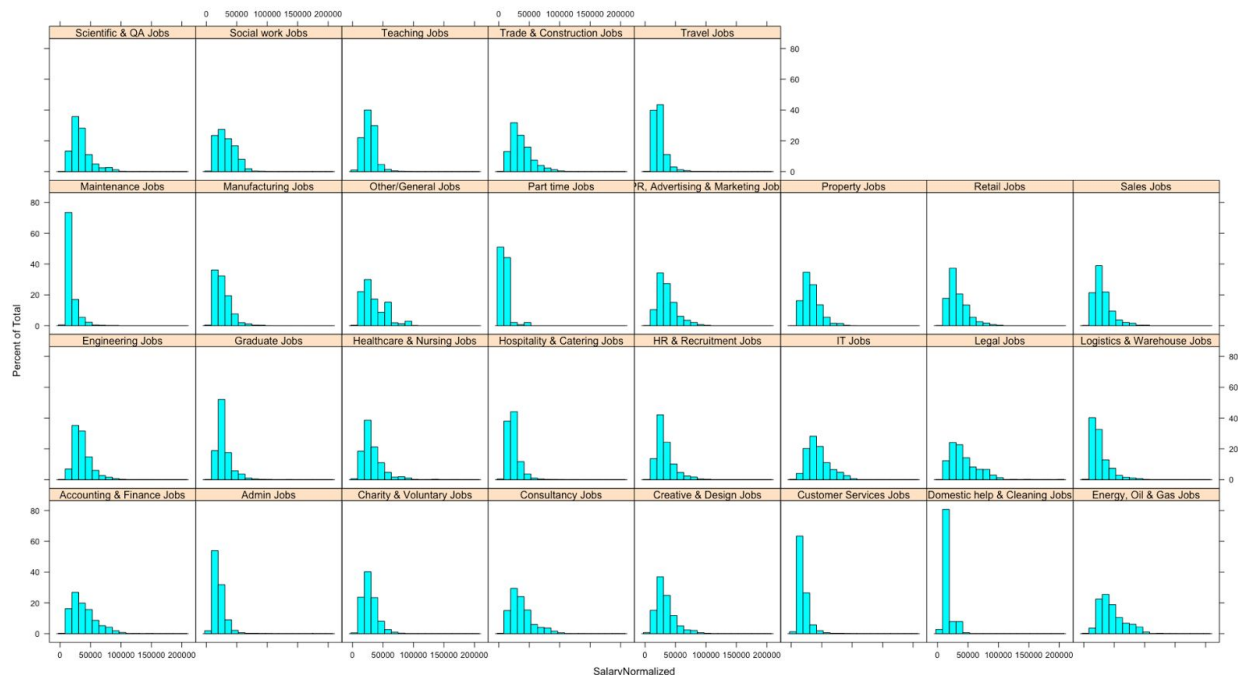 0 50000 100000 150000 200000 0 50000 100000 150000 200000
Scientific & QA Jobs Social work Jobs Teaching Jobs Trade & Construction Jobs Travel Jobs
80
60
40
20
0
Maintenance Jobs Manufacturing Jobs Other/General Jobs Part time Jobs PR, Advertising & Marketing Job Property Jobs Retail Jobs Sales Jobs
80
60
40
20
0
Percent of Total
Engineering Jobs Graduate Jobs Healthcare & Nursing Jobs Hospitality & Catering Jobs HR & Recruitment Jobs IT Jobs Legal Jobs Logistics & Warehouse Jobs
80
60
40
20
0
Accounting & Finance Jobs Admin Jobs Charity & Voluntary Jobs Consultancy Jobs Creative & Design Jobs Customer Services Jobs Domestic help & Cleaning Jobs Energy, Oil & Gas Jobs
80
60
40
20
0
0 50000 100000 150000 200000 0 50000 100000 150000 200000 0 50000 100000 150000 200000 0 50000 100000 150000 200000
SalaryNormalized